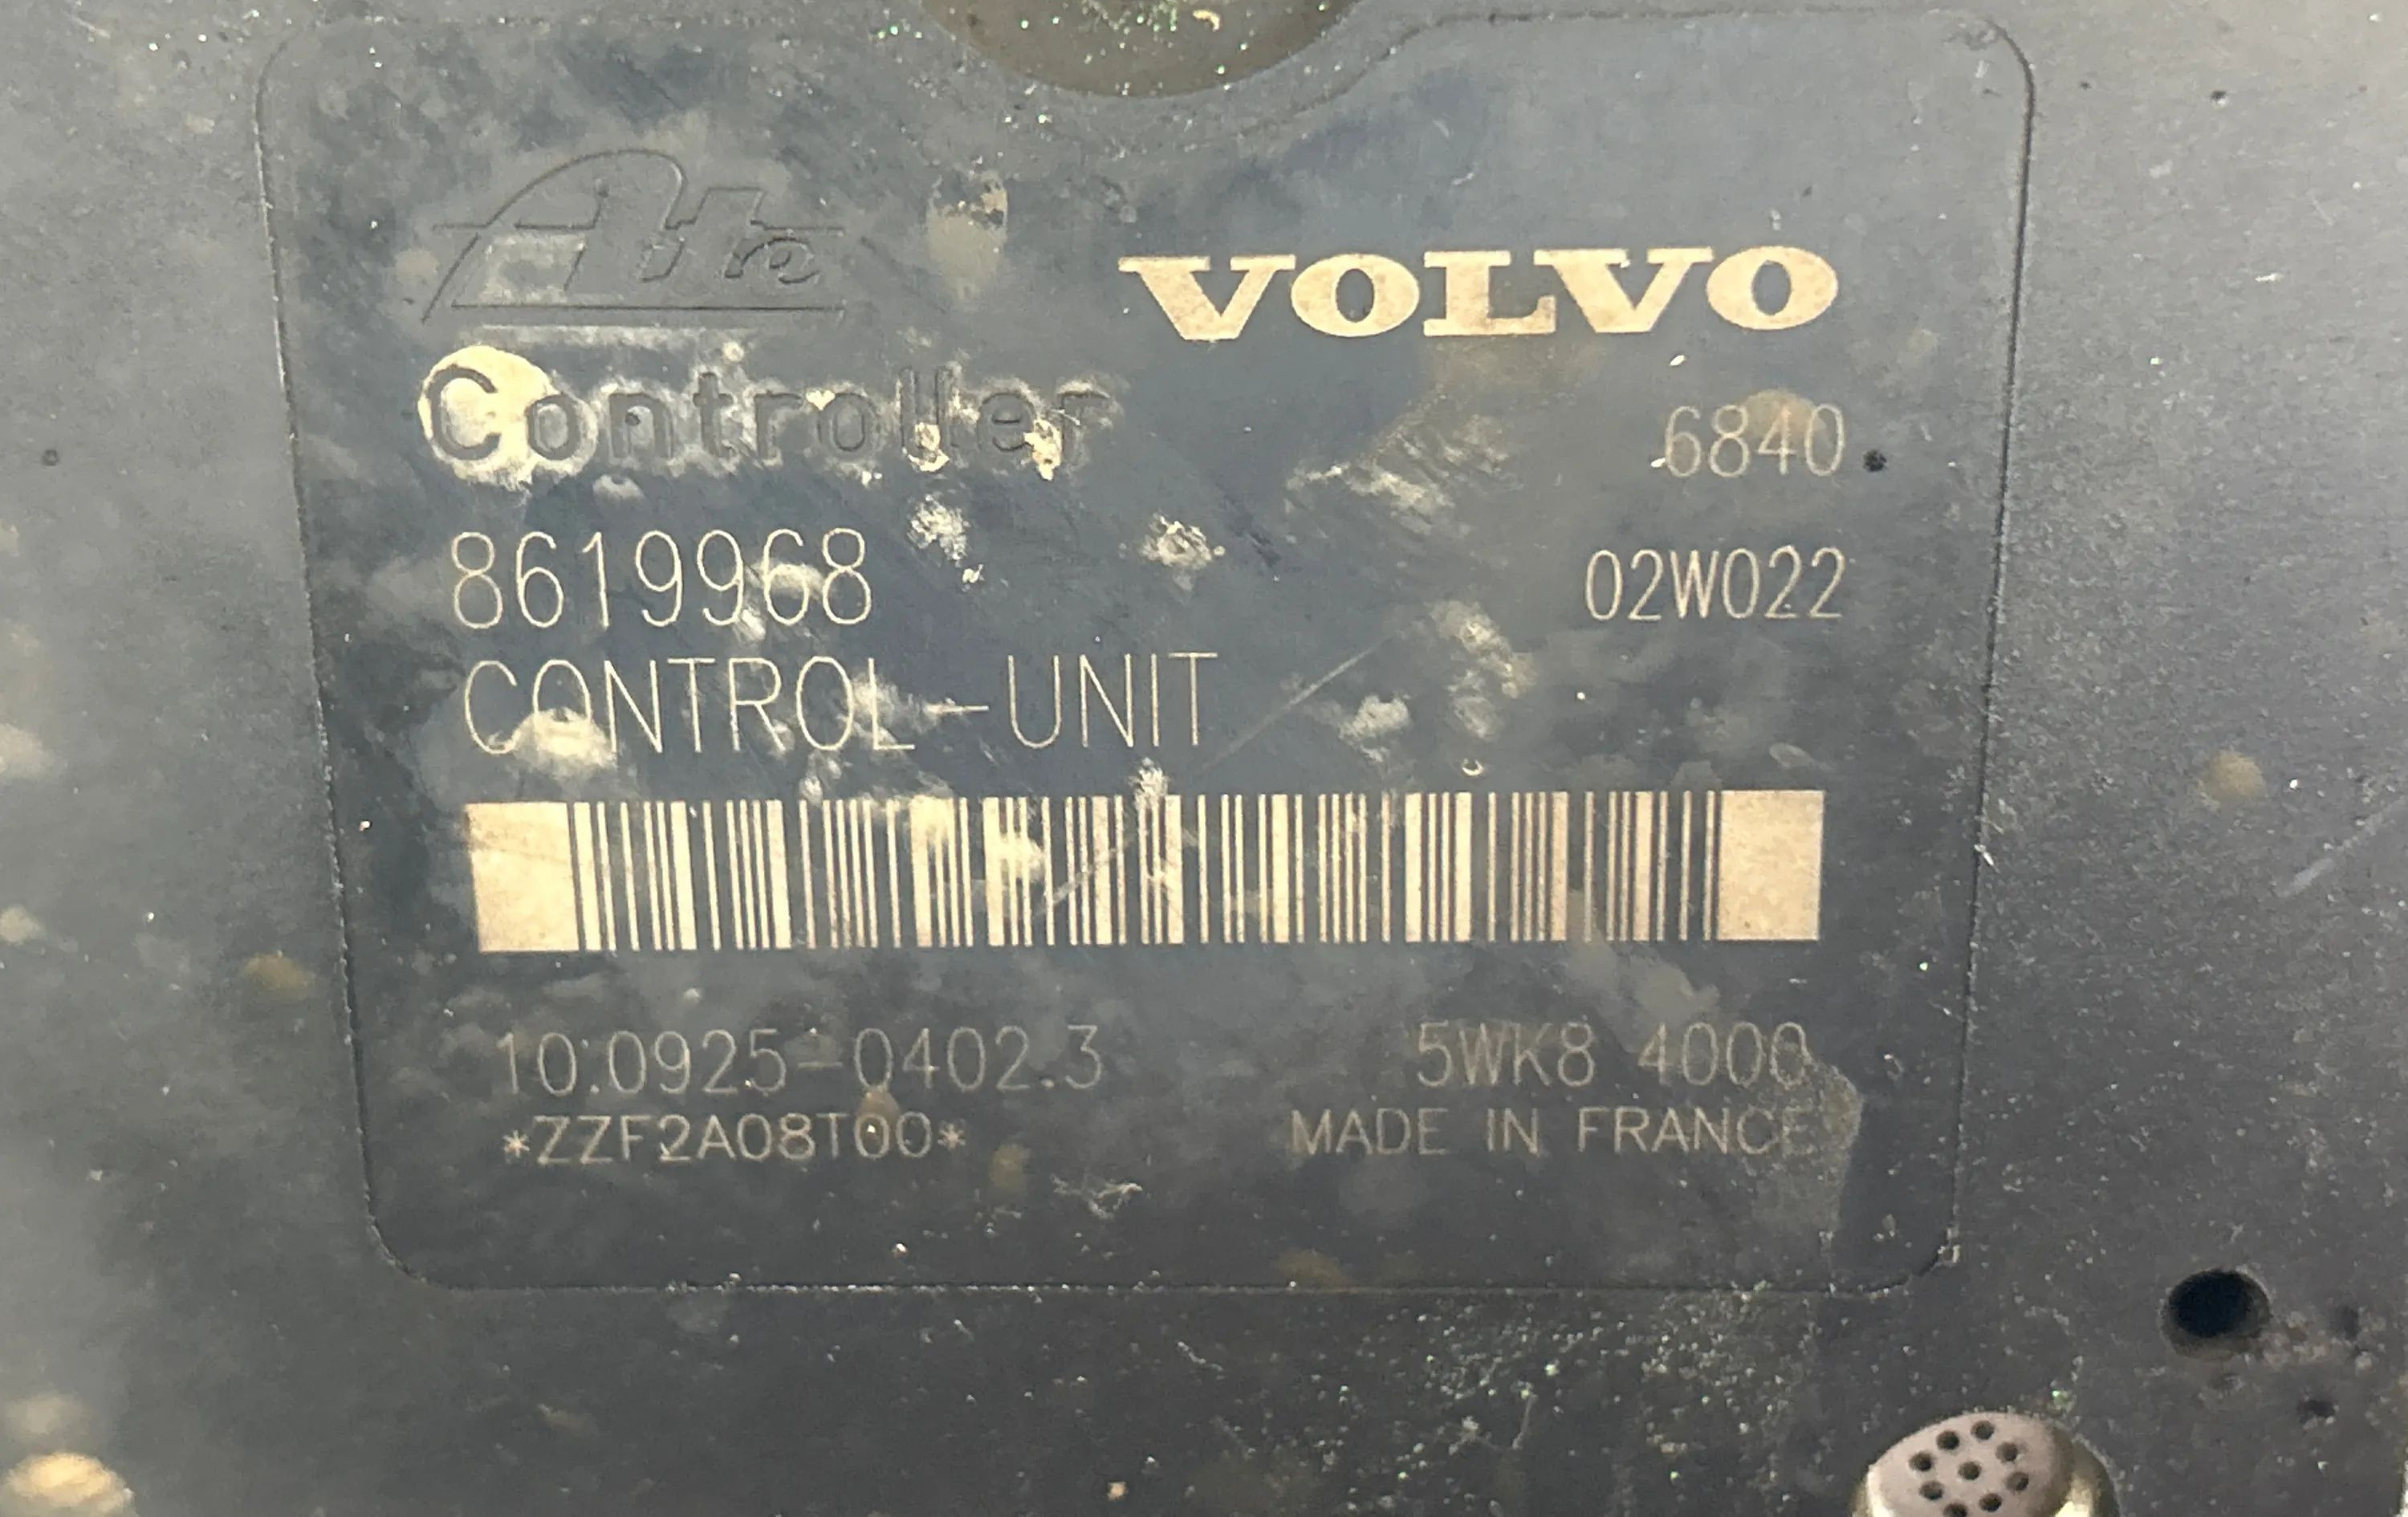 Ate
VOLVO
Controller
6840
8619968
02W022
CONTROL-UNIT
10.0925-0402.3
5WK8 4000
*ZZF2A08T00*
MADE IN FRANCE